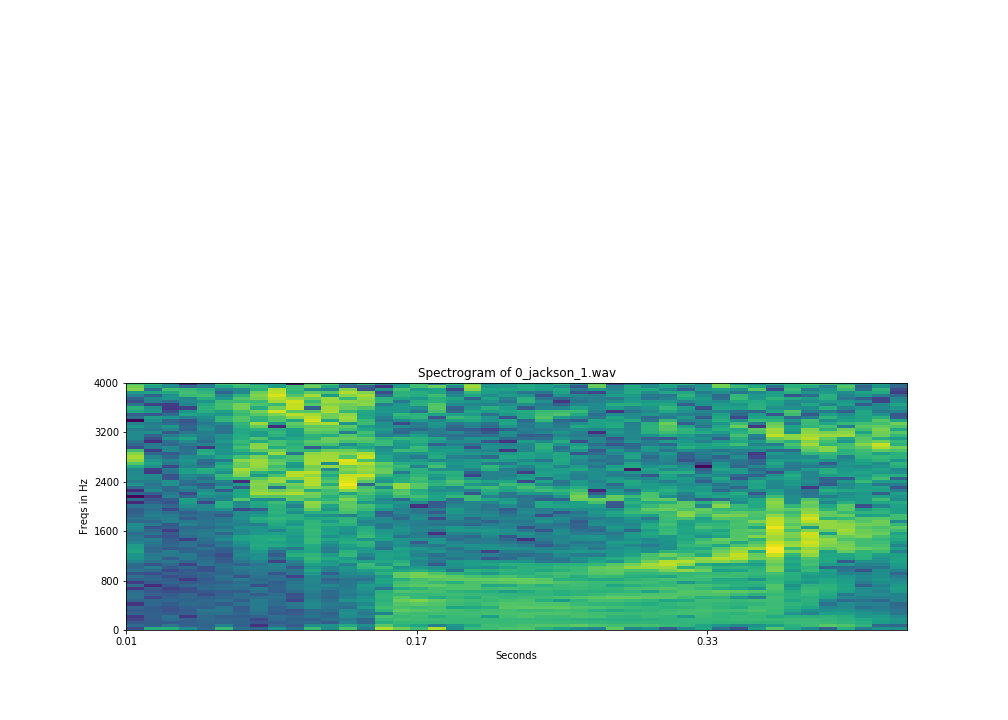 Spectrogram of 0_jackson_1.wav
Freqs in Hz
4000
3200
2400
1600
800
0
0.01 0.17 0.33
Seconds